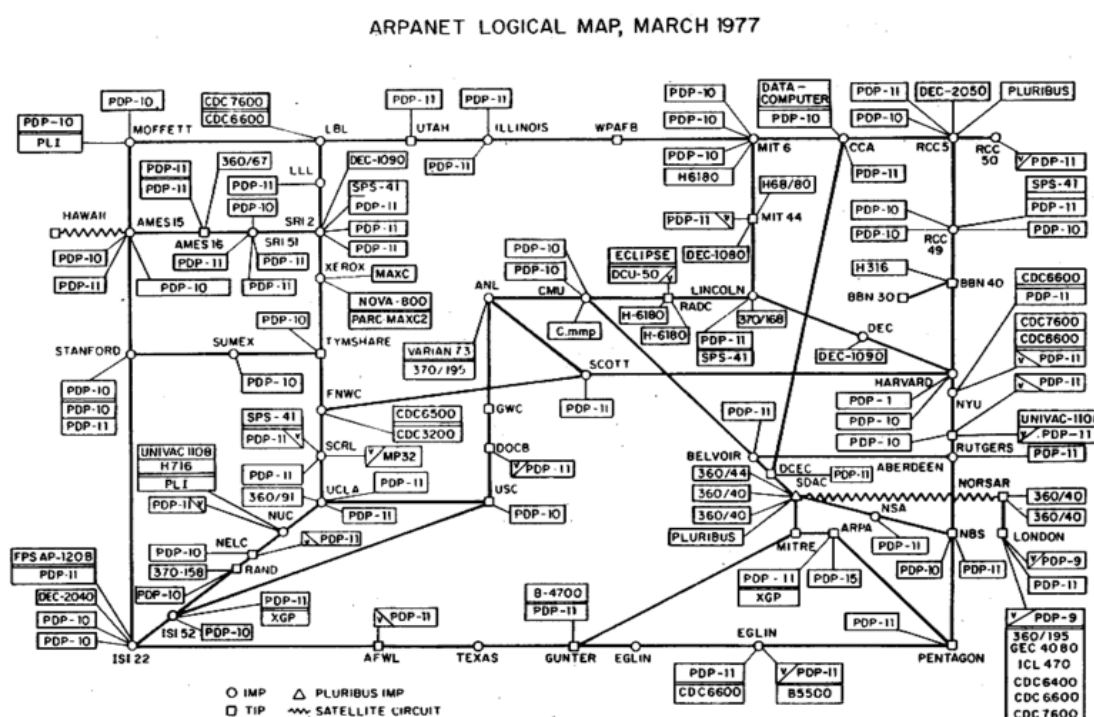 ARPANET LOGICAL MAP, MARCH 1977
PDP-10
PLI
PDP-10
MOFFETT
CDC7600
CDC6600
LBL
PDP-11
UTAH
PDP-11
ILLINOIS
PDP-11
WPAFB
PDP-10
PDP-10
PDP-10
H6180
MIT 6
DATA-
COMPUTER
PDP-10
CCA
PDP-11
PDP-11
PDP-10
DEC-2050
PLURIBUS
RCC 5
RCC
50
PDP-11
HAWAII
AMES 15
PDP-10
PDP-11
PDP-10
PDP-11
PDP-11
360/67
AMES 16
PDP-11
PDP-10
SRI 51
PDP-11
PDP-11
LLL
DEC-1090
SPS-41
PDP-11
PDP-11
PDP-11
SRI 2
XEROX
MAXC
NOVA-800
PARC-MAXC2
H68/80
PDP-11
MIT 44
DEC-1080
SPS-41
PDP-11
PDP-10
PDP-10
PDP-10
RCC
49
H316
BBN 30
BBN 40
STANFORD
PDP-10
PDP-10
PDP-11
SUMEX
PDP-10
PDP-10
TYMSHARE
ANL
VARIAN 73
370/195
PDP-10
PDP-10
CMU
C.mmp
ECLIPSE
DCU-50
RADC
H-6180
H-6180
LINCOLN
370/168
PDP-11
SPS-41
DEC
DEC-1090
CDC6600
PDP-11
CDC7600
CDC6600
PDP-11
PDP-11
HARVARD
PDP-1
PDP-10
PDP-10
NYU
FNWC
CDC6500
CDC3200
SCOTT
PDP-11
GWC
DOCB
PDP-11
SPS-41
PDP-11
SCRL
MP32
PDP-11
360/91
UCLA
PDP-11
PDP-11
USC
PDP-10
UNIVAC 1108
H716
PLI
PDP-11
NUC
PDP-11
BELVOIR
360/44
360/40
360/40
PLURIBUS
DCEC
PDP-11
SDAC
UNIVAC-1108
PDP-11
RUTGERS
PDP-11
ABERDEEN
NORSAR
360/40
360/40
LONDON
PDP-9
PDP-11
NSA
PDP-11
NBS
PDP-10
PDP-11
MITRE
ARPA
PDP-11
XGP
PDP-15
NELC
PDP-10
PDP-11
370-158
RAND
PDP-10
FPS AP-120B
PDP-11
DEC-2040
PDP-10
PDP-10
ISI 22
ISI 52
PDP-11
XGP
PDP-10
PDP-11
AFWL
TEXAS
B-4700
PDP-11
GUNTER
EGLIN
EGLIN
PDP-11
CDC6600
PDP-11
B5500
PDP-11
PENTAGON
PDP-9
360/195
GEC 4080
ICL 470
CDC6400
CDC6600
CDC7600
IMP
PLURIBUS IMP
TIP
SATELLITE CIRCUIT